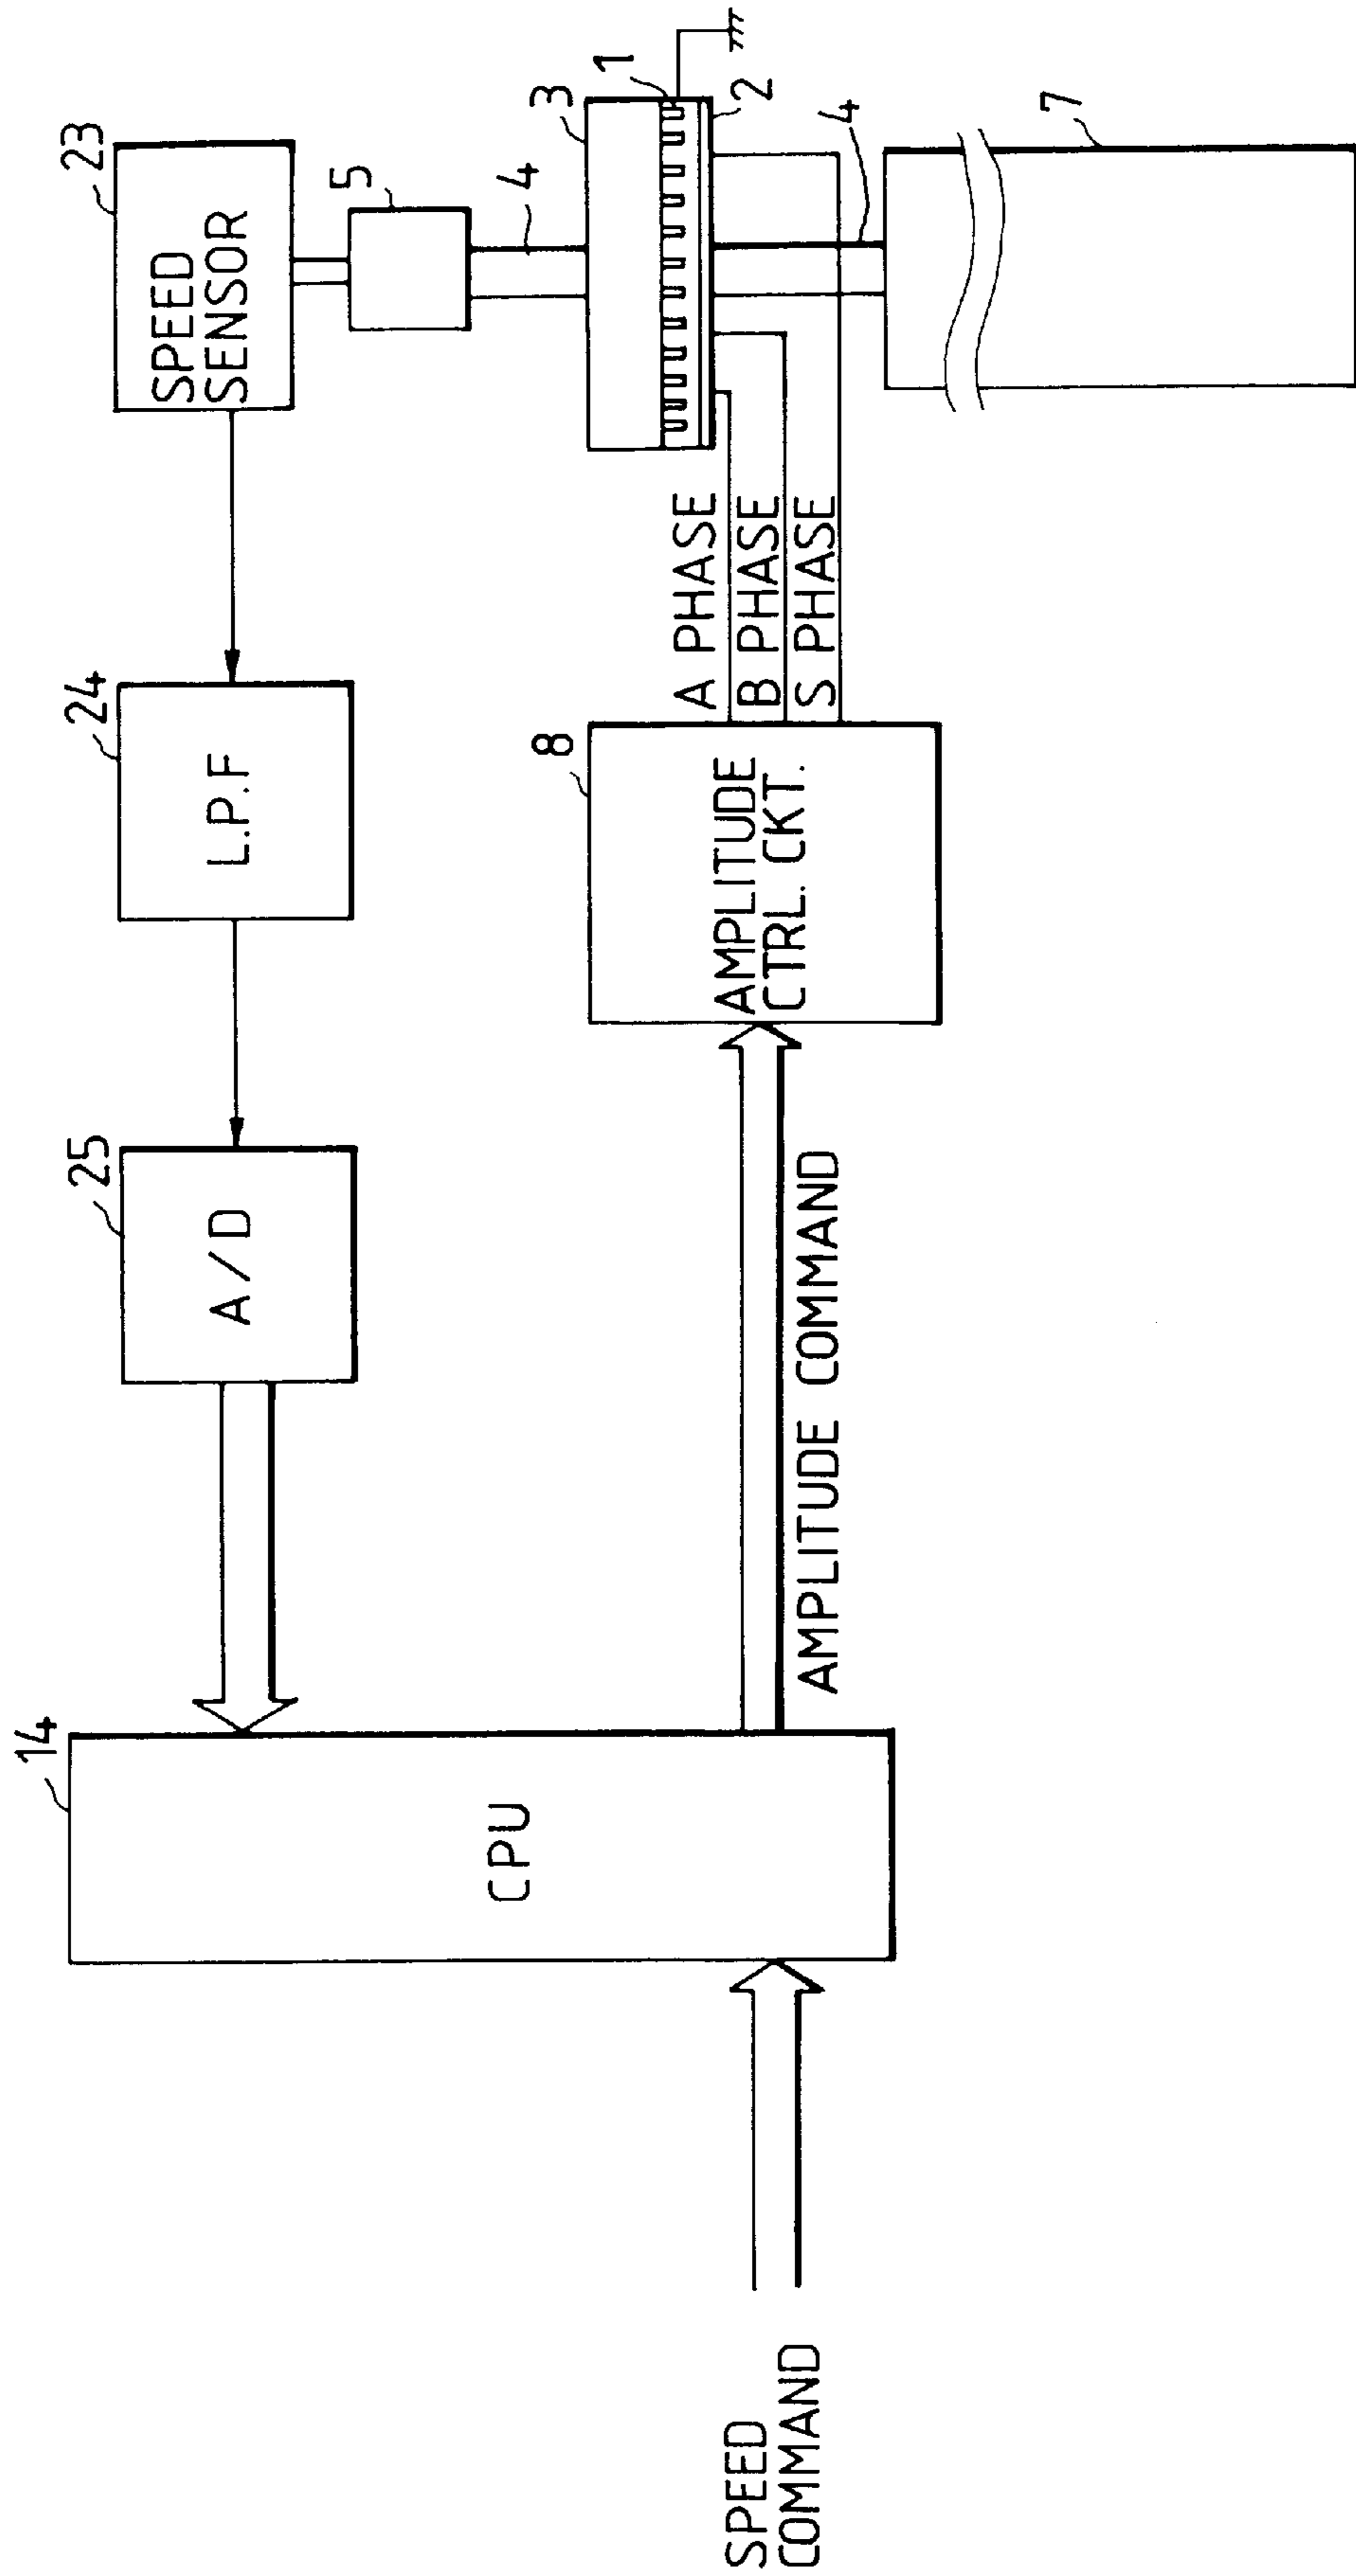 23
SPEED
SENSOR
24
L.P.F
25
A/D
14
CPU
5
4
3
1
2
A PHASE
B PHASE
S PHASE
8
AMPLITUDE
CTRL. CKT.
AMPLITUDE COMMAND
SPEED
COMMAND
4
7